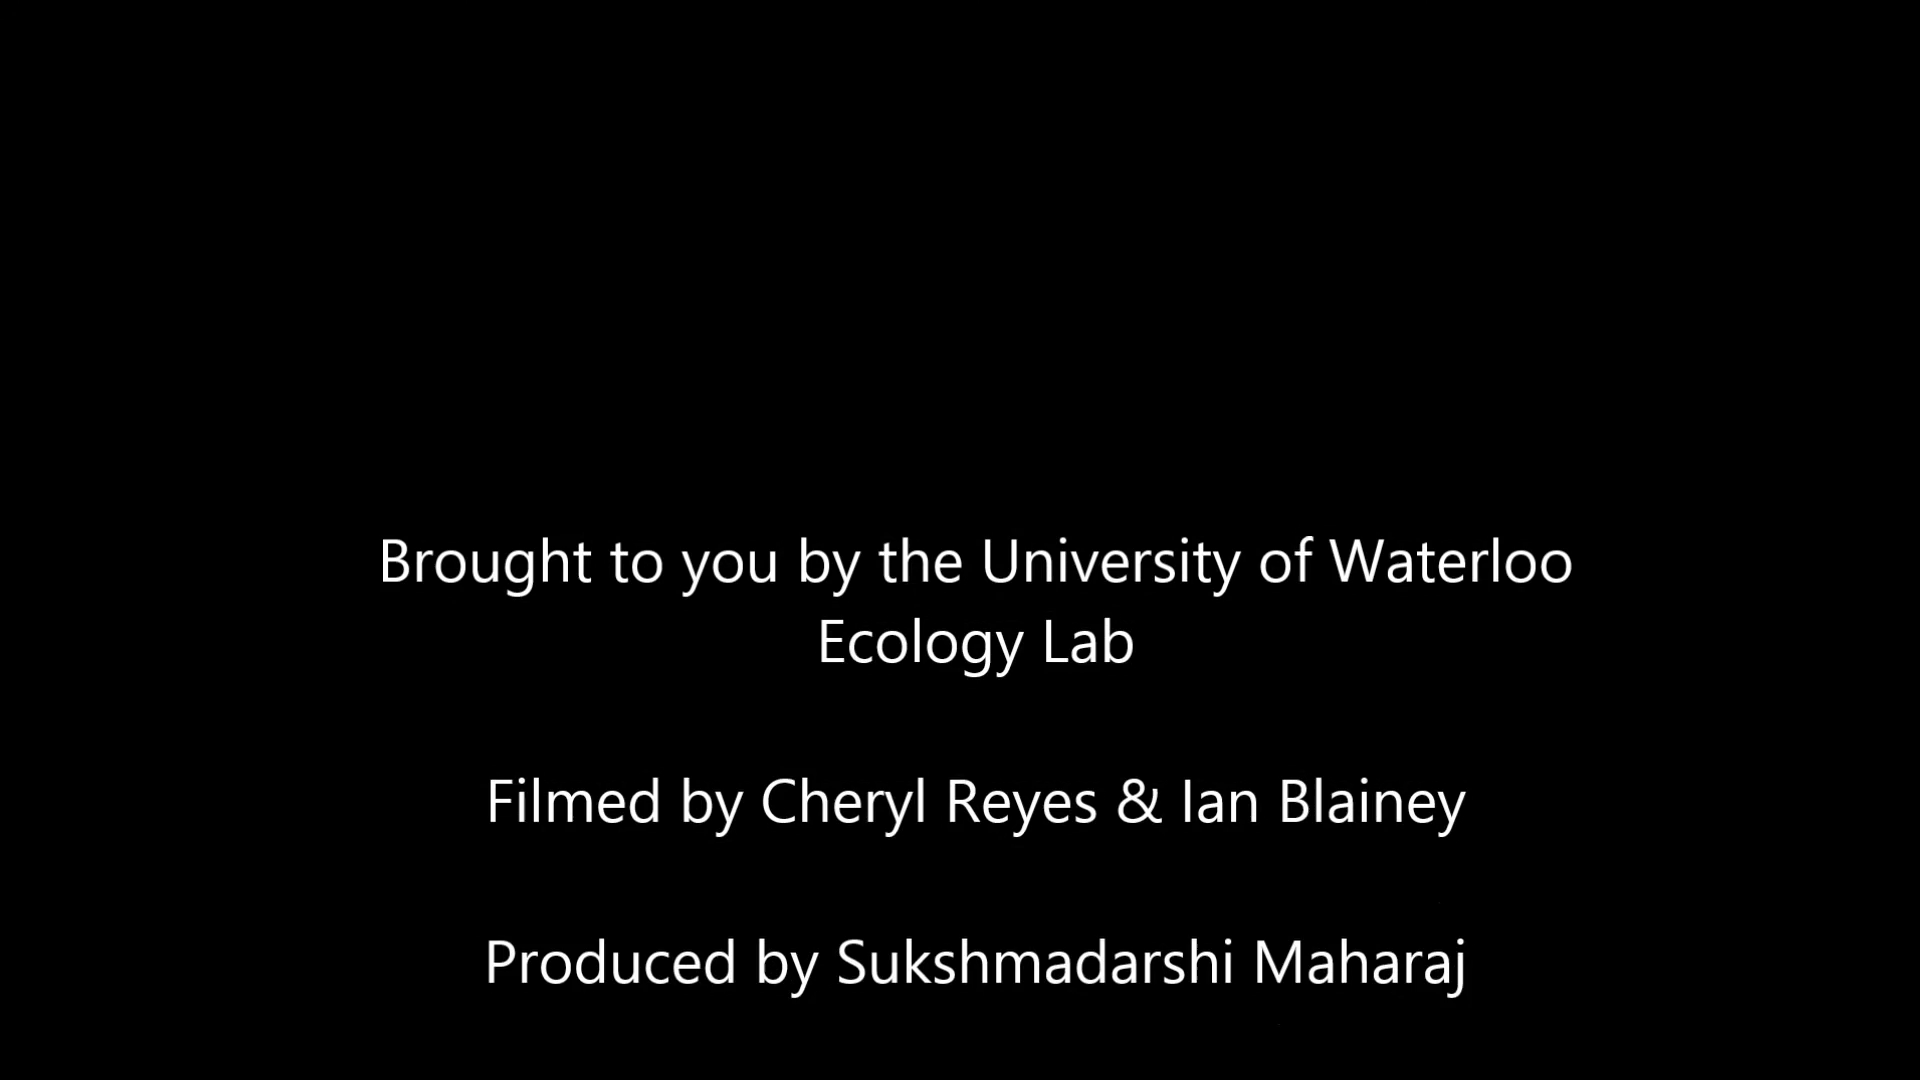 Brought to you by the University of Waterloo
Ecology Lab
Filmed by Cheryl Reyes & Ian Blainey
Produced by Sukshmadarshi Maharaj